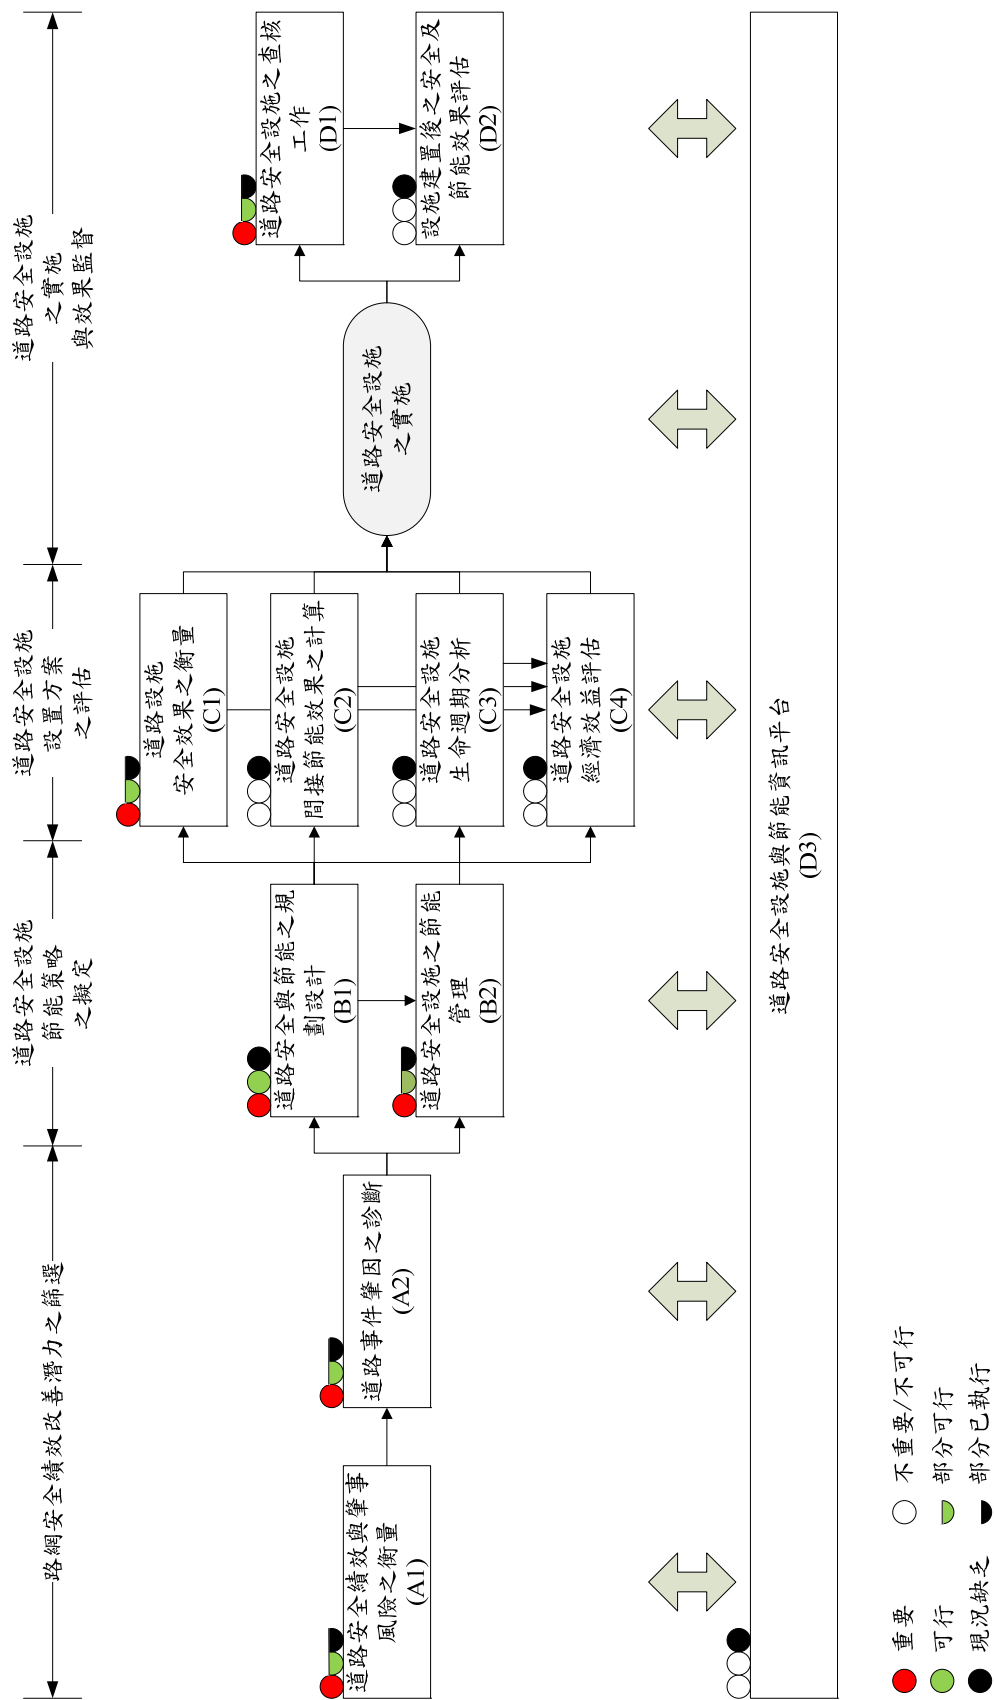 路網安全績效改善潛力之篩選
道路安全設施
節能策略
之擬定
道路安全設施
設置方案
之評估
道路安全設施
之實施
與效果監督
道路安全績效與肇事
風險之衡量
(A1)
道路事件肇因之診斷
(A2)
道路安全與節能之規
劃設計
(B1)
道路安全設施之節能
管理
(B2)
道路設施
安全效果之衡量
(C1)
道路安全設施
間接節能效果之計算
(C2)
道路安全設施
生命週期分析
(C3)
道路安全設施
經濟效益評估
(C4)
道路安全設施
之實施
道路安全設施之查核
工作
(D1)
設施建置後之安全及
節能效果評估
(D2)
道路安全設施與節能資訊平台
(D3)
重要
不重要/不可行
可行
部分可行
現況缺乏
部分已執行